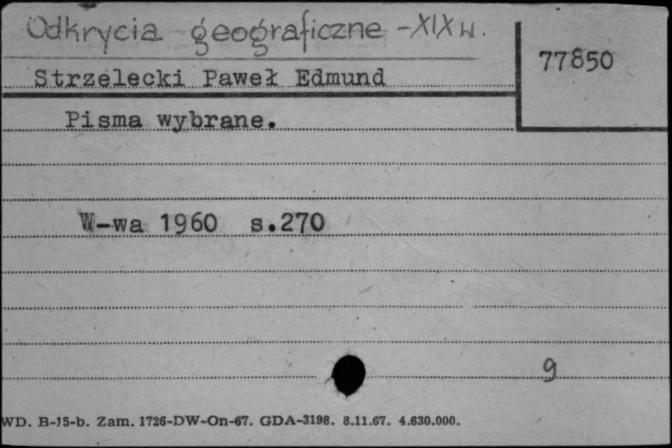 Odkrycia geograficzne - XIX w.
77850
Strzelecki Paweł Edmund
Pisma wybrane.
W-wa 1960 s.270
9
WD. B-15-b. Zam. 1726-DW-On-67. GDA-3198. 8.11.67. 4.630.000.